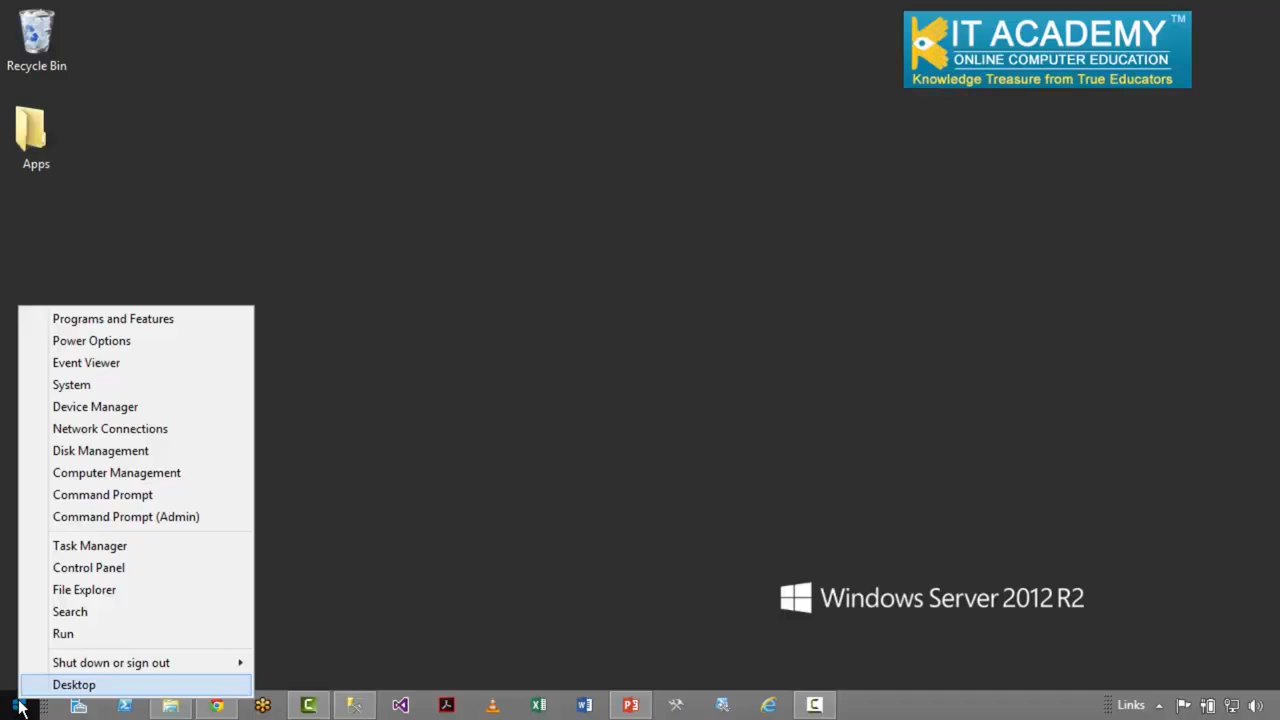 Recycle Bin
Apps
KIT ACADEMY TM
ONLINE COMPUTER EDUCATION
Knowledge Treasure from True Educators
Programs and Features
Power Options
Event Viewer
System
Device Manager
Network Connections
Disk Management
Computer Management
Command Prompt
Command Prompt (Admin)
Task Manager
Control Panel
File Explorer
Search
Run
Shut down or sign out
Desktop
Windows Server 2012 R2
Links